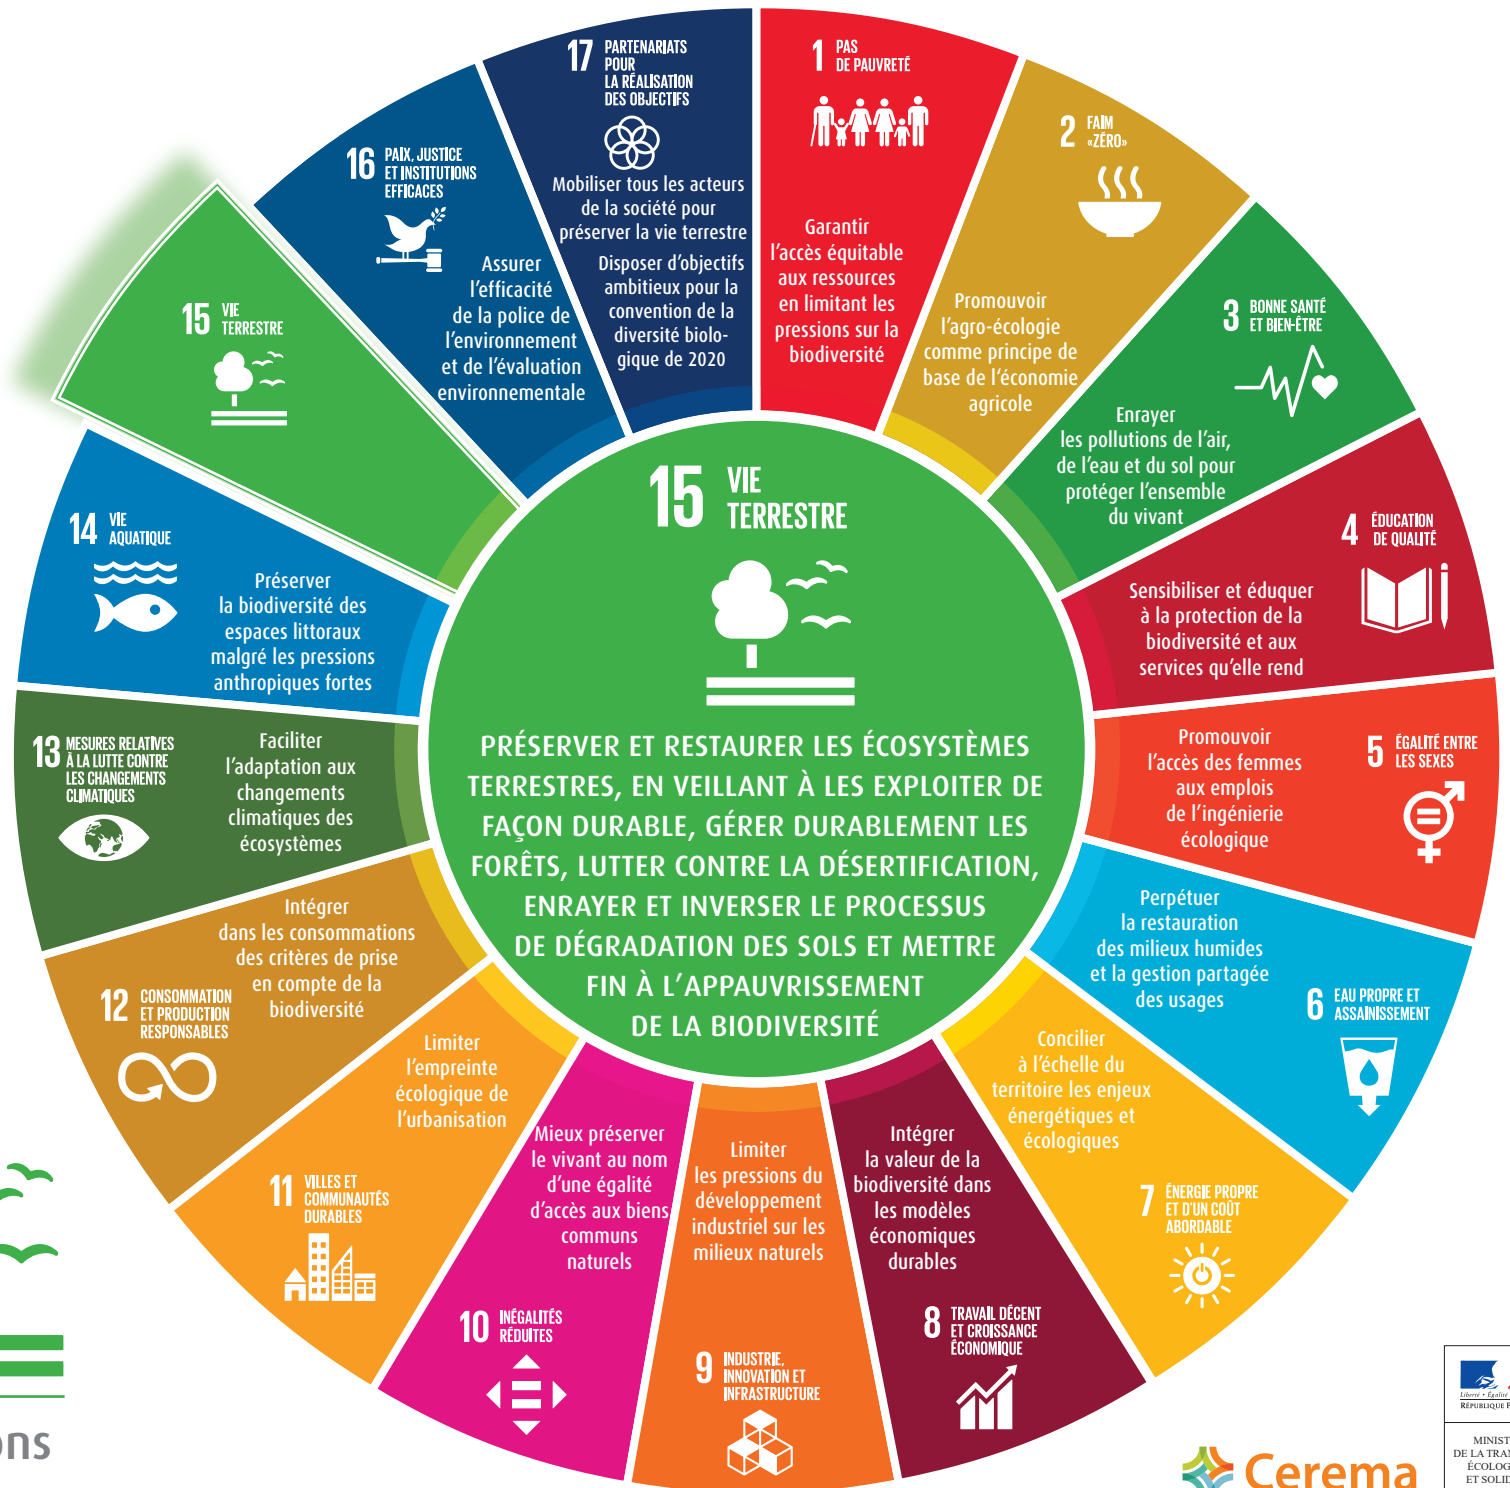 17 PARTENARIATS
POUR
LA RÉALISATION
DES OBJECTIFS
Mobiliser tous les acteurs
de la société pour
préserver la vie terrestre
Disposer d'objectifs
ambitieux pour la
convention de la
diversité biolo-
gique de 2020
1 PAS
DE PAUVRETÉ
Garantir
l'accès équitable
aux ressources
en limitant les
pressions sur la
biodiversité
2 FAIM
«ZÉRO»
Promouvoir
l'agro-écologie
comme principe de
base de l'économie
agricole
3 BONNE SANTÉ
ET BIEN-ÊTRE
Enrayer
les pollutions de l'air,
de l'eau et du sol pour
protéger l'ensemble
du vivant
4 ÉDUCATION
DE QUALITÉ
Sensibiliser et éduquer
à la protection de la
biodiversité et aux
services qu'elle rend
5 ÉGALITÉ ENTRE
LES SEXES
Promouvoir
l'accès des femmes
aux emplois
de l'ingénierie
écologique
6 EAU PROPRE ET
ASSAINISSEMENT
Perpétuer
la restauration
des milieux humides
et la gestion partagée
des usages
7 ÉNERGIE PROPRE
ET D'UN COÛT
ABORDABLE
Concilier
à l'échelle du
territoire les enjeux
énergétiques et
écologiques
8 TRAVAIL DÉCENT
ET CROISSANCE
ÉCONOMIQUE
Intégrer
la valeur de la
biodiversité dans
les modèles
économiques
durables
9 INDUSTRIE,
INNOVATION ET
INFRASTRUCTURE
Limiter
les pressions du
développement
industriel sur les
milieux naturels
10 INÉGALITÉS
RÉDUITES
Mieux préserver
le vivant au nom
d'une égalité
d'accès aux biens
communs
naturels
11 VILLES ET
COMMUNAUTÉS
DURABLES
Limiter
l'empreinte
écologique de
l'urbanisation
12 CONSOMMATION
ET PRODUCTION
RESPONSABLES
Intégrer
dans les consommations
des critères de prise
en compte de la
biodiversité
13 MESURES RELATIVES
À LA LUTTE CONTRE
LES CHANGEMENTS
CLIMATIQUES
Faciliter
l'adaptation aux
changements
climatiques des
écosystèmes
14 VIE
AQUATIQUE
Préserver
la biodiversité des
espaces littoraux
malgré les pressions
anthropiques fortes
15 VIE
TERRESTRE
16 PAIX, JUSTICE
ET INSTITUTIONS
EFFICACES
Assurer
l'efficacité
de la police de
l'environnement
et de l'évaluation
environnementale
15 VIE
TERRESTRE
PRÉSERVER ET RESTAURER LES ÉCOSYSTÈMES
TERRESTRES, EN VEILLANT À LES EXPLOITER DE
FAÇON DURABLE, GÉRER DURABLEMENT LES
FORÊTS, LUTTER CONTRE LA DÉSERTIFICATION,
ENRAYER ET INVERSER LE PROCESSUS
DE DÉGRADATION DES SOLS ET METTRE
FIN À L'APPAUVRISSEMENT
DE LA BIODIVERSITÉ
ons
Cerema
Liberté • Égalité
RÉPUBLIQUE F
MINIST
DE LA TRAN
ÉCOLOG
ET SOLID